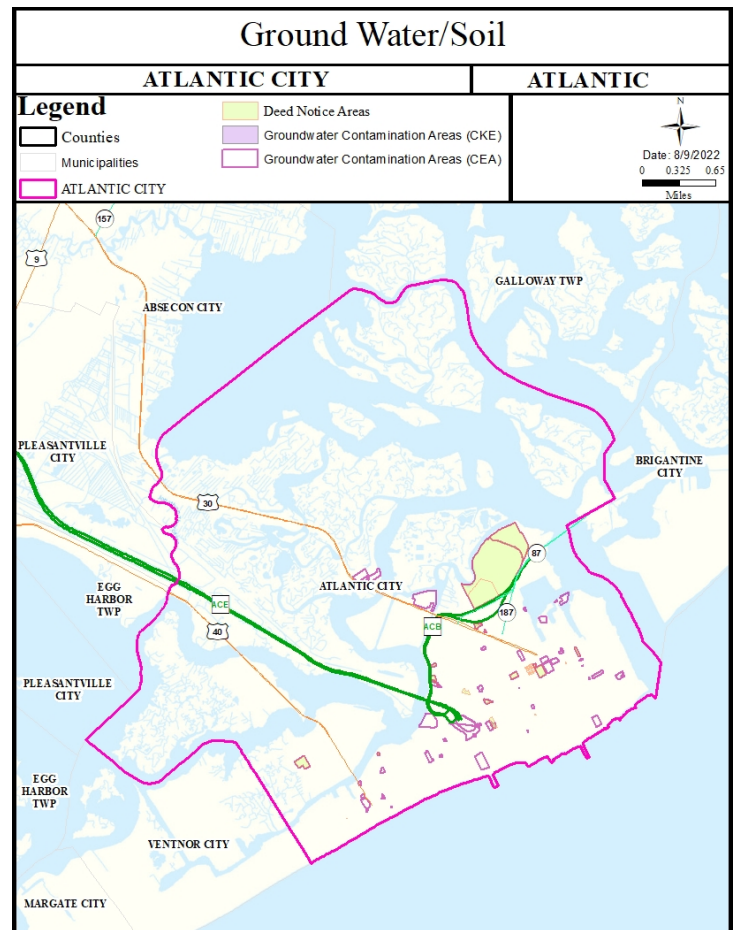 Ground Water/Soil
ATLANTIC CITY
ATLANTIC
Legend
Counties
Municipalities
ATLANTIC CITY
Deed Notice Areas
Groundwater Contamination Areas (CKE)
Groundwater Contamination Areas (CEA)
N
Date: 8/9/2022
0 0.325 0.65
Miles
157
9
GALLOWAY TWP
ABSECON CITY
PLEASANTVILLE
CITY
BRIGANTINE
CITY
30
87
ATLANTIC CITY
EGG
HARBOR
TWP
ACE
187
ACB
40
PLEASANTVILLE
CITY
EGG
HARBOR
TWP
VENTNOR CITY
MARGATE CITY